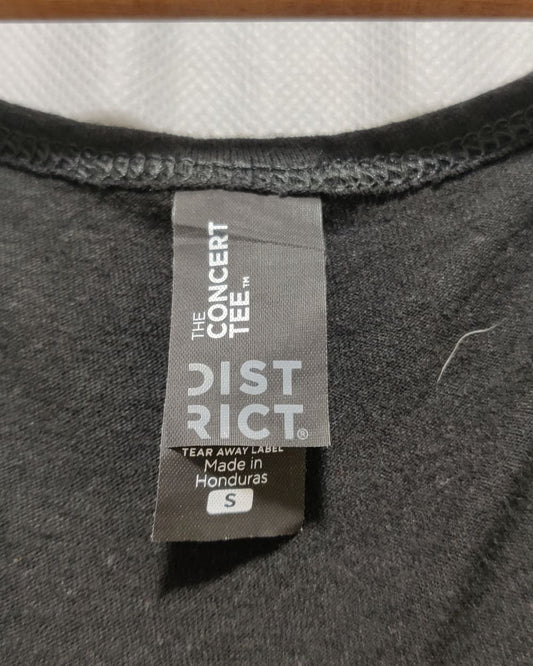 THE
CONCERT
TEE™
DIST
RICT®
TEAR AWAY LABEL
Made in
Honduras
S